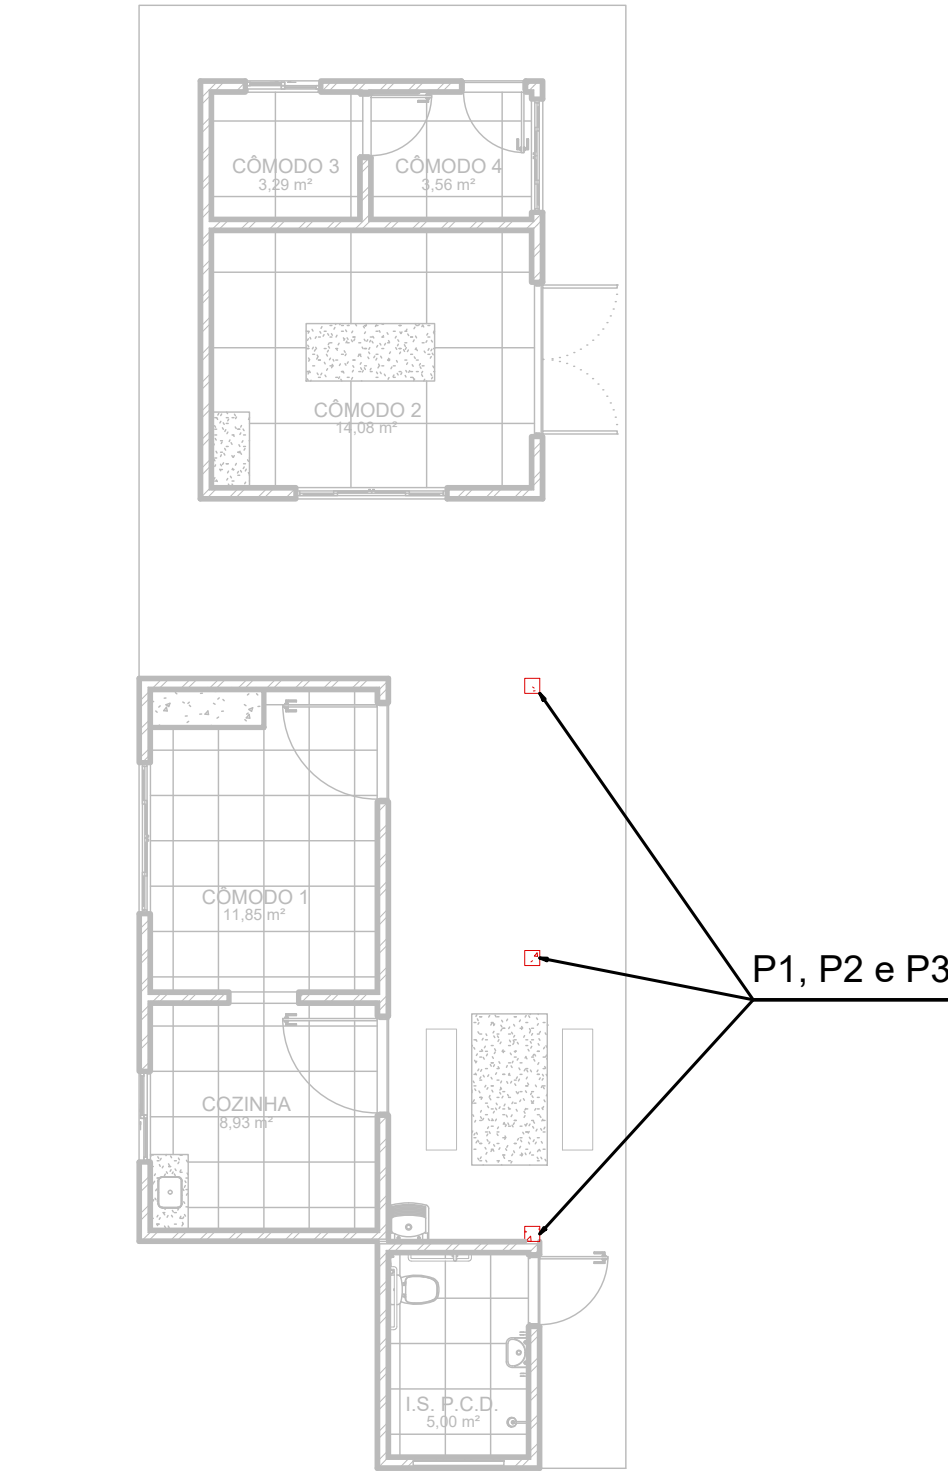 CÔMODO 3
3,29 m²
CÔMODO 4
3,56 m²
CÔMODO 2
14,08 m²
CÔMODO 1
11,85 m²
P1, P2 e P3
COZINHA
8,93 m²
I.S. P.C.D.
5,00 m²